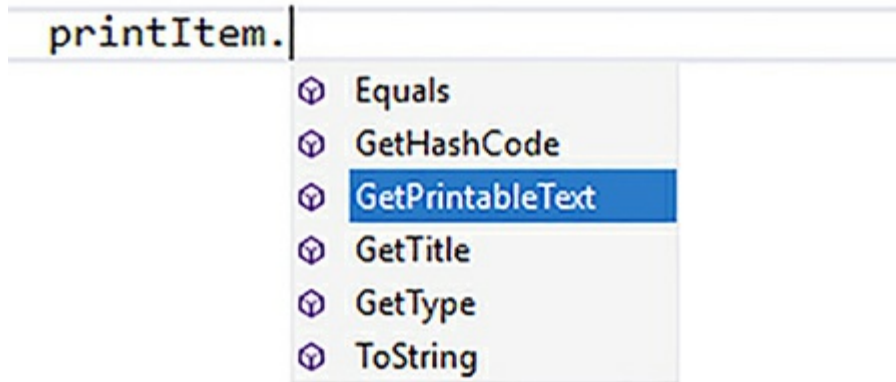 printItem.
Equals
GetHashCode
GetPrintableText
GetTitle
GetType
ToString